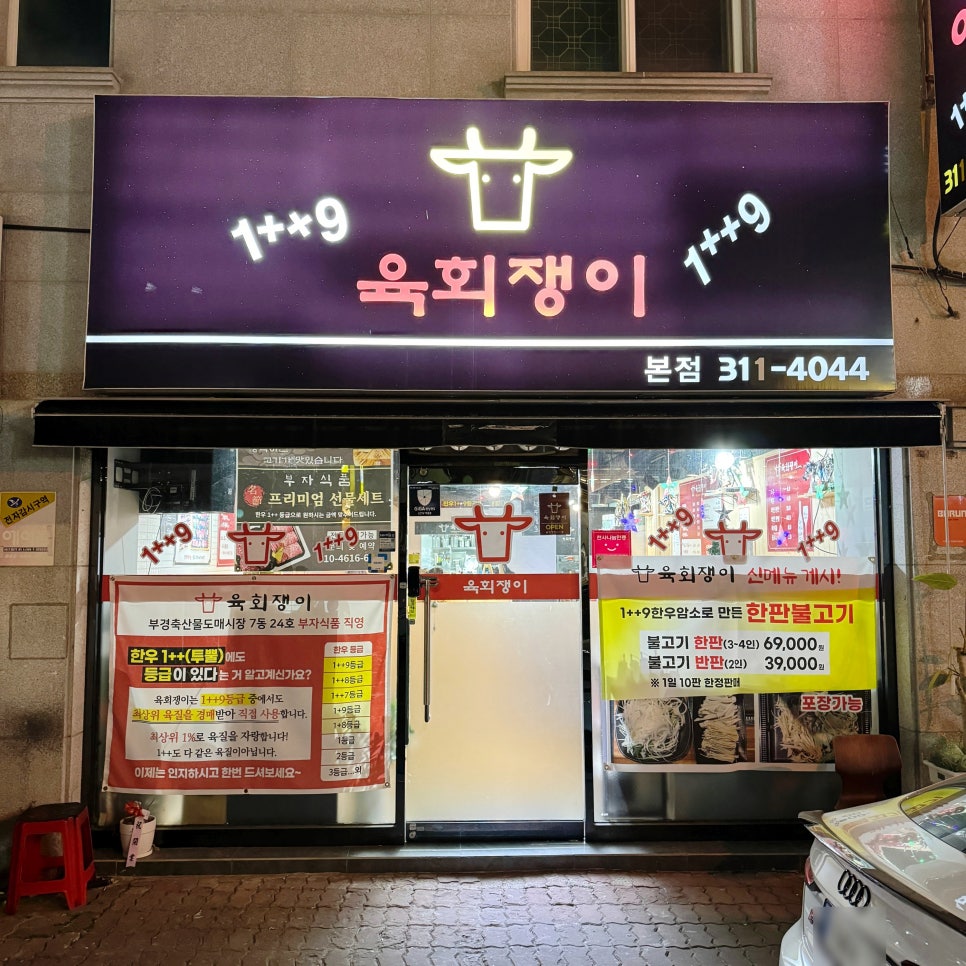 1++9
1++9
육회쟁이
본점 311-4044
311
1++9
부자식품
프리미엄 선물세트
1++9
1++9
육회쟁이
부경축산물도매시장 7동 24호 부자식품 직영
한우 1++(투뿔)에도
등급이 있다는 거 알고계신가요?
육회쟁이는 1++9등급 중에서도
최상위 육질을 경매받아 직접 사용합니다.
최상위 1%로 육질을 자랑합니다!
1++도 다 같은 육질이아닙니다.
이제는 인지하시고 한번 드셔보세요~
한우 등급
1++9등급
1++8등급
1++7등급
1+9등급
1+8등급
1등급
2등급
3등급...외
OPEN
육회쟁이
1++9
1++9
육회쟁이 신메뉴 게시!
1++9한우암소로 만든 한판불고기
불고기 한판(3-4인) 69,000원
불고기 반판(2인) 39,000원
※ 1일 10판 한정판매
포장가능
전자감시구역